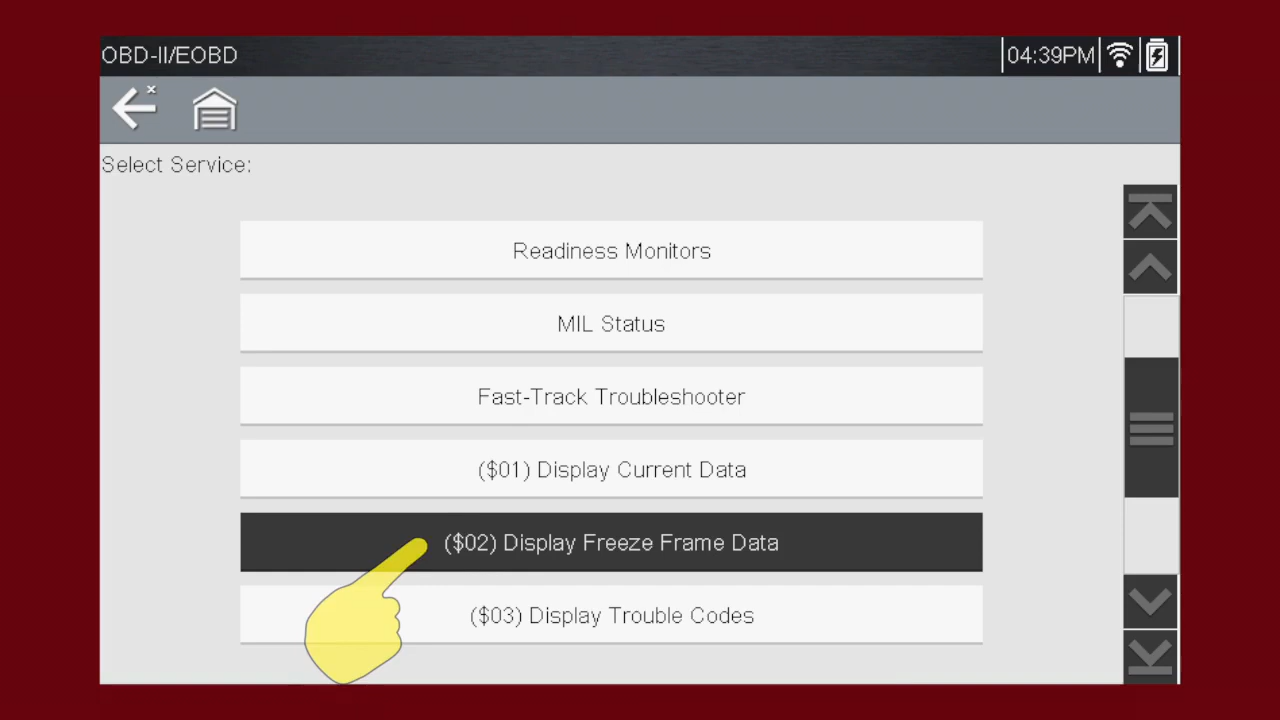 OBD-II/EOBD
04:39PM
Select Service:
Readiness Monitors
MIL Status
Fast-Track Troubleshooter
($01) Display Current Data
($02) Display Freeze Frame Data
($03) Display Trouble Codes